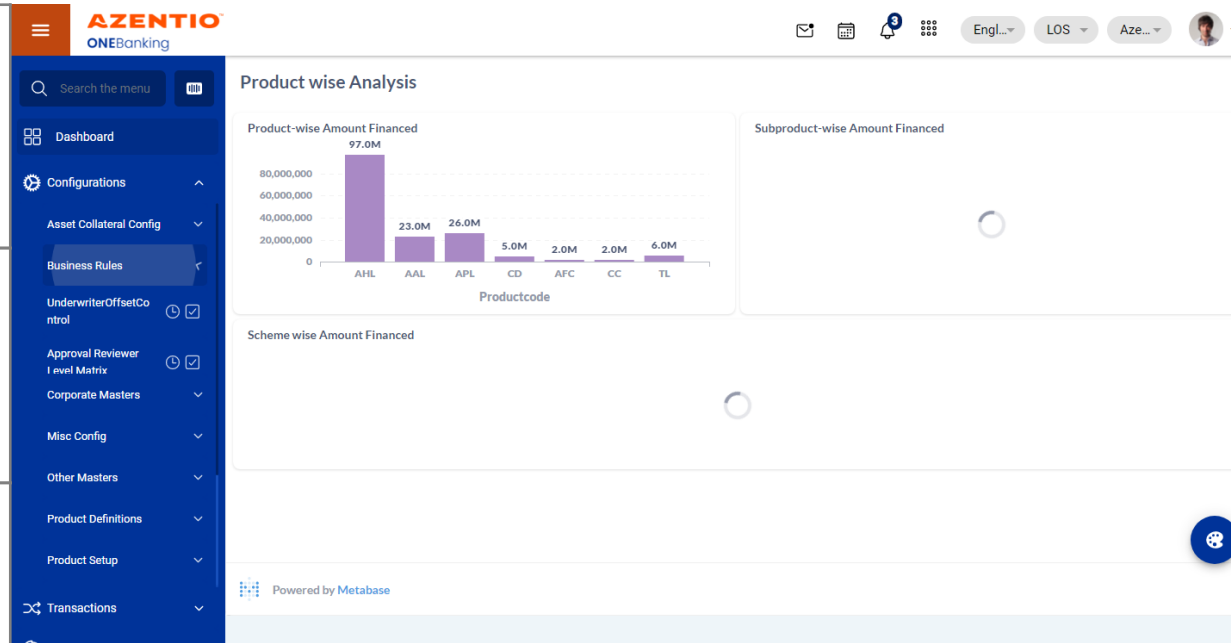 AZENTIO
ONEBanking
3
Engl...
LOS
Aze...
Search the menu
Dashboard
Configurations
Asset Collateral Config
Business Rules
UnderwriterOffsetCo
ntrol
Approval Reviewer
Level Matrix
Corporate Masters
Misc Config
Other Masters
Product Definitions
Product Setup
Transactions
Product wise Analysis
Product-wise Amount Financed
97.0M
80,000,000
60,000,000
40,000,000
23.0M
26.0M
20,000,000
5.0M
2.0M
2.0M
6.0M
0
AHL
AAL
APL
CD
AFC
CC
TL
Productcode
Subproduct-wise Amount Financed
Scheme wise Amount Financed
Powered by Metabase